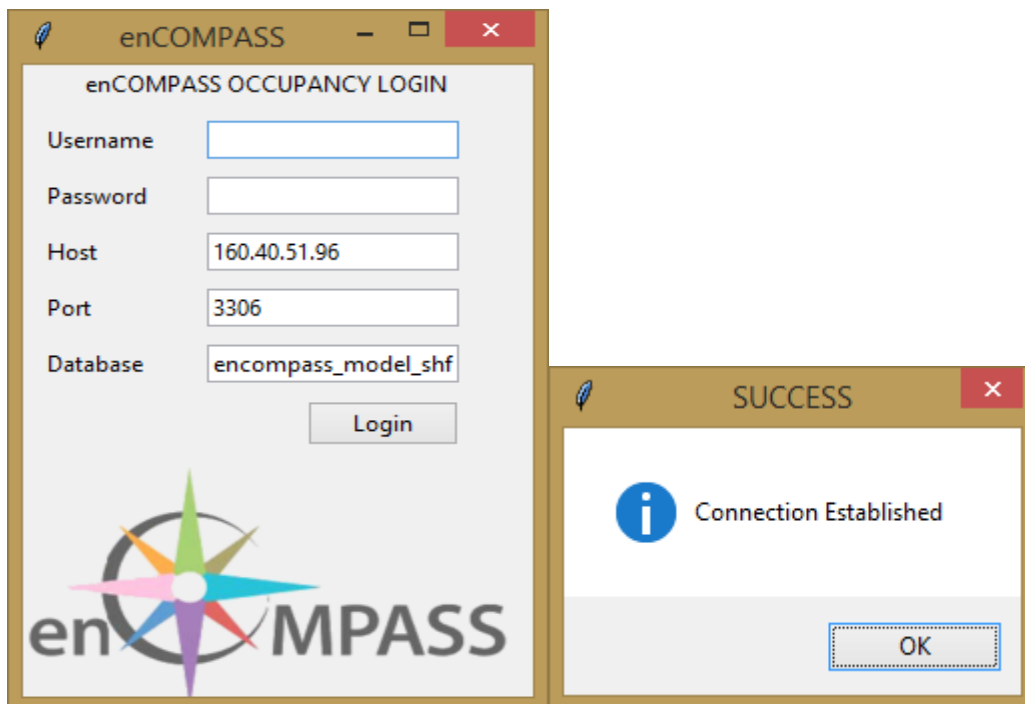 enCOMPASS
enCOMPASS OCCUPANCY LOGIN
Username
Password
Host 160.40.51.96
Port 3306
Database encompass_model_shf
Login
enCOMPASS
SUCCESS
Connection Established
OK